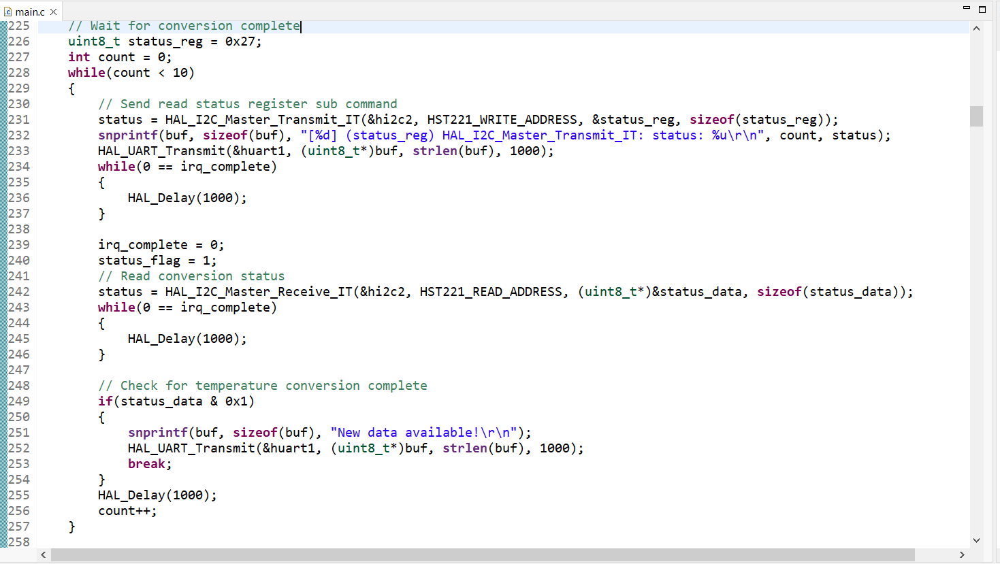 main.c
225 // Wait for conversion complete
226 uint8_t status_reg = 0x27;
227 int count = 0;
228 while(count < 10)
229 {
230 // Send read status register sub command
231 status = HAL_I2C_Master_Transmit_IT(&hi2c2, HST221_WRITE_ADDRESS, &status_reg, sizeof(status_reg));
232 snprintf(buf, sizeof(buf), "[%d] (status_reg) HAL_I2C_Master_Transmit_IT: status: %u\r\n", count, status);
233 HAL_UART_Transmit(&huart1, (uint8_t*)buf, strlen(buf), 1000);
234 while(0 == irq_complete)
235 {
236 HAL_Delay(1000);
237 }
238
239 irq_complete = 0;
240 status_flag = 1;
241 // Read conversion status
242 status = HAL_I2C_Master_Receive_IT(&hi2c2, HST221_READ_ADDRESS, (uint8_t*)&status_data, sizeof(status_data));
243 while(0 == irq_complete)
244 {
245 HAL_Delay(1000);
246 }
247
248 // Check for temperature conversion complete
249 if(status_data & 0x1)
250 {
251 snprintf(buf, sizeof(buf), "New data available!\r\n");
252 HAL_UART_Transmit(&huart1, (uint8_t*)buf, strlen(buf), 1000);
253 break;
254 }
255 HAL_Delay(1000);
256 count++;
257 }
258